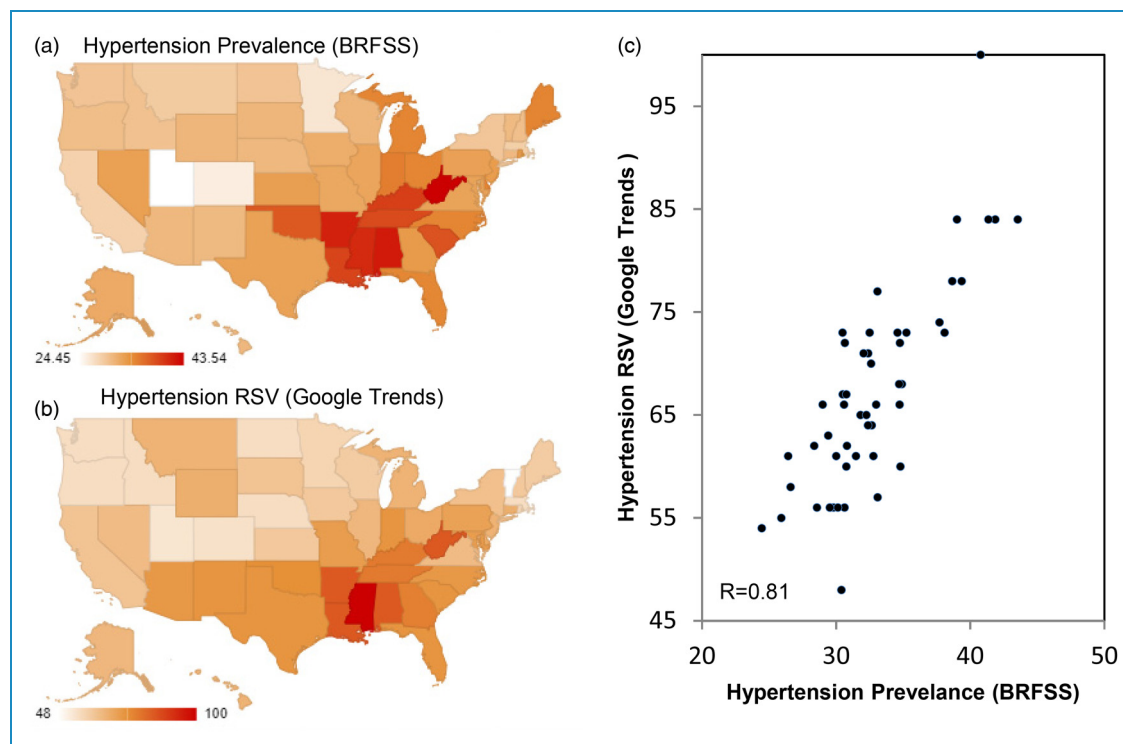 (a) Hypertension Prevalence (BRFSS)
24.45 43.54
(b) Hypertension RSV (Google Trends)
48 100
(c)
Hypertension RSV (Google Trends )
95
85
75
65
55
45
R=0.81
20 30 40 50
Hypertension Prevelance (BRFSS)